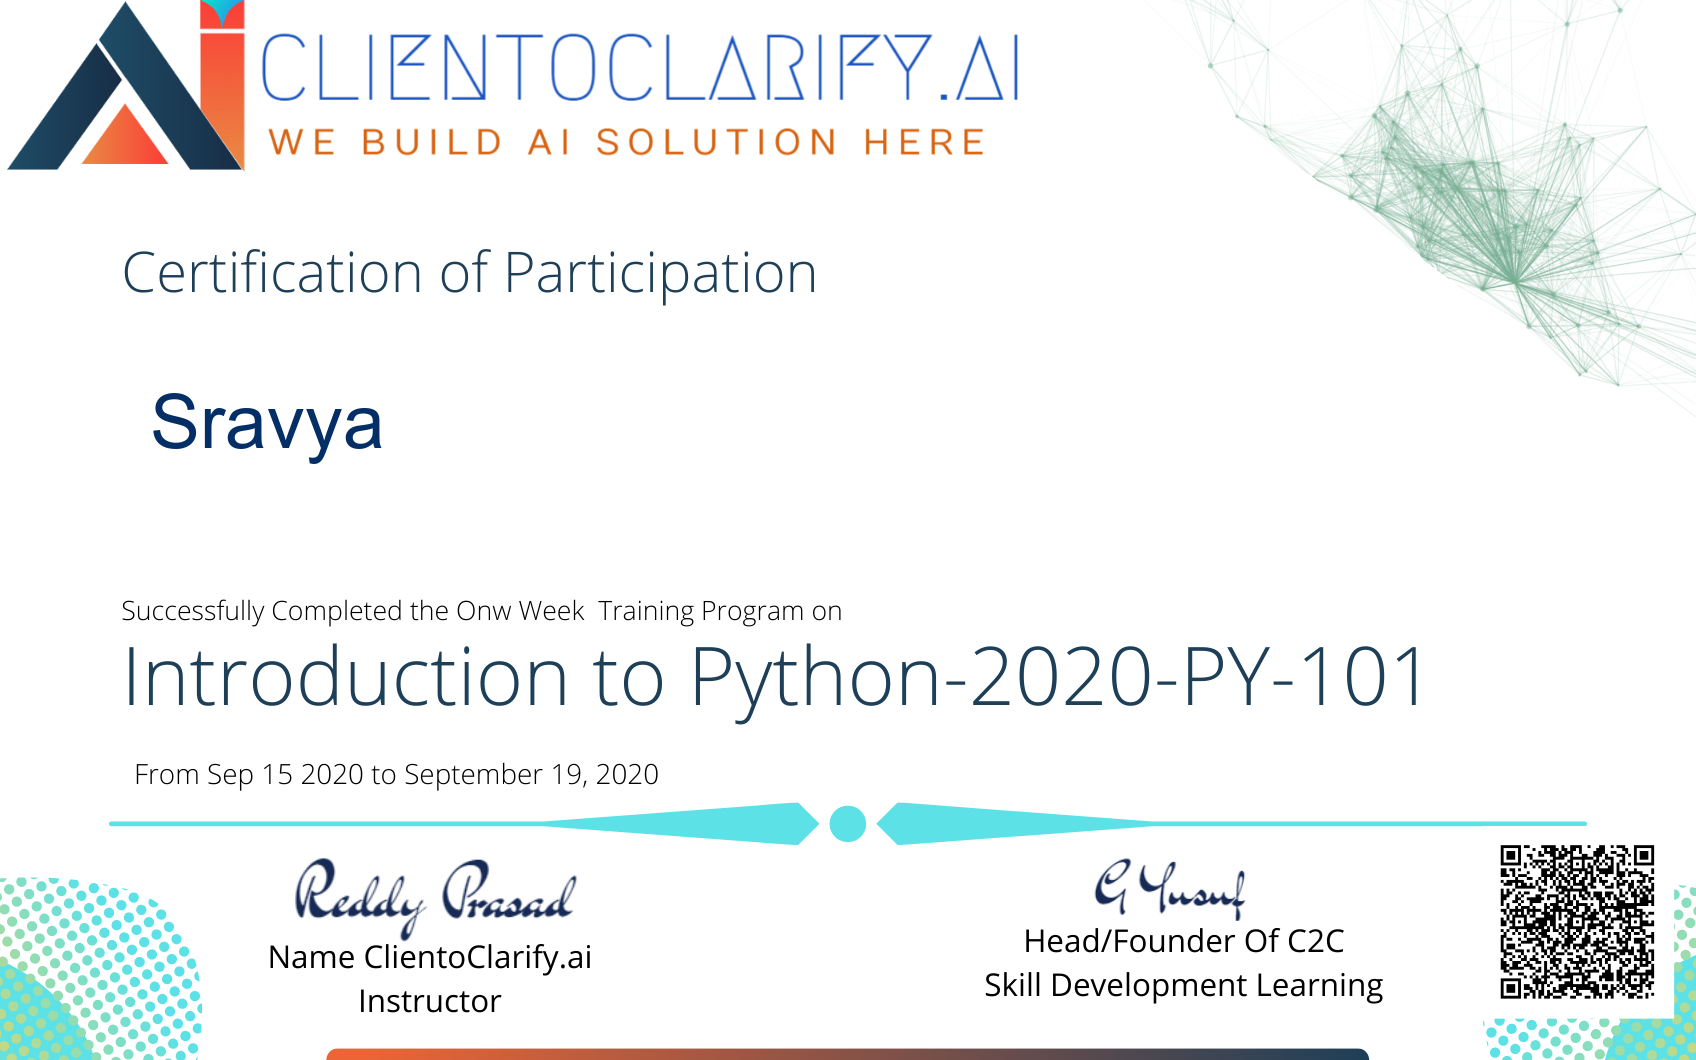 CLIENTOCLARIFY.AI
WE BUILD AI SOLUTION HERE
Certification of Participation
Sravya
Successfully Completed the Onw Week  Training Program on
Introduction to Python-2020-PY-101
From Sep 15 2020 to September 19, 2020
Reddy Prasad
Name ClientoClarify.ai
Instructor
G Yusuf
Head/Founder Of C2C
Skill Development Learning